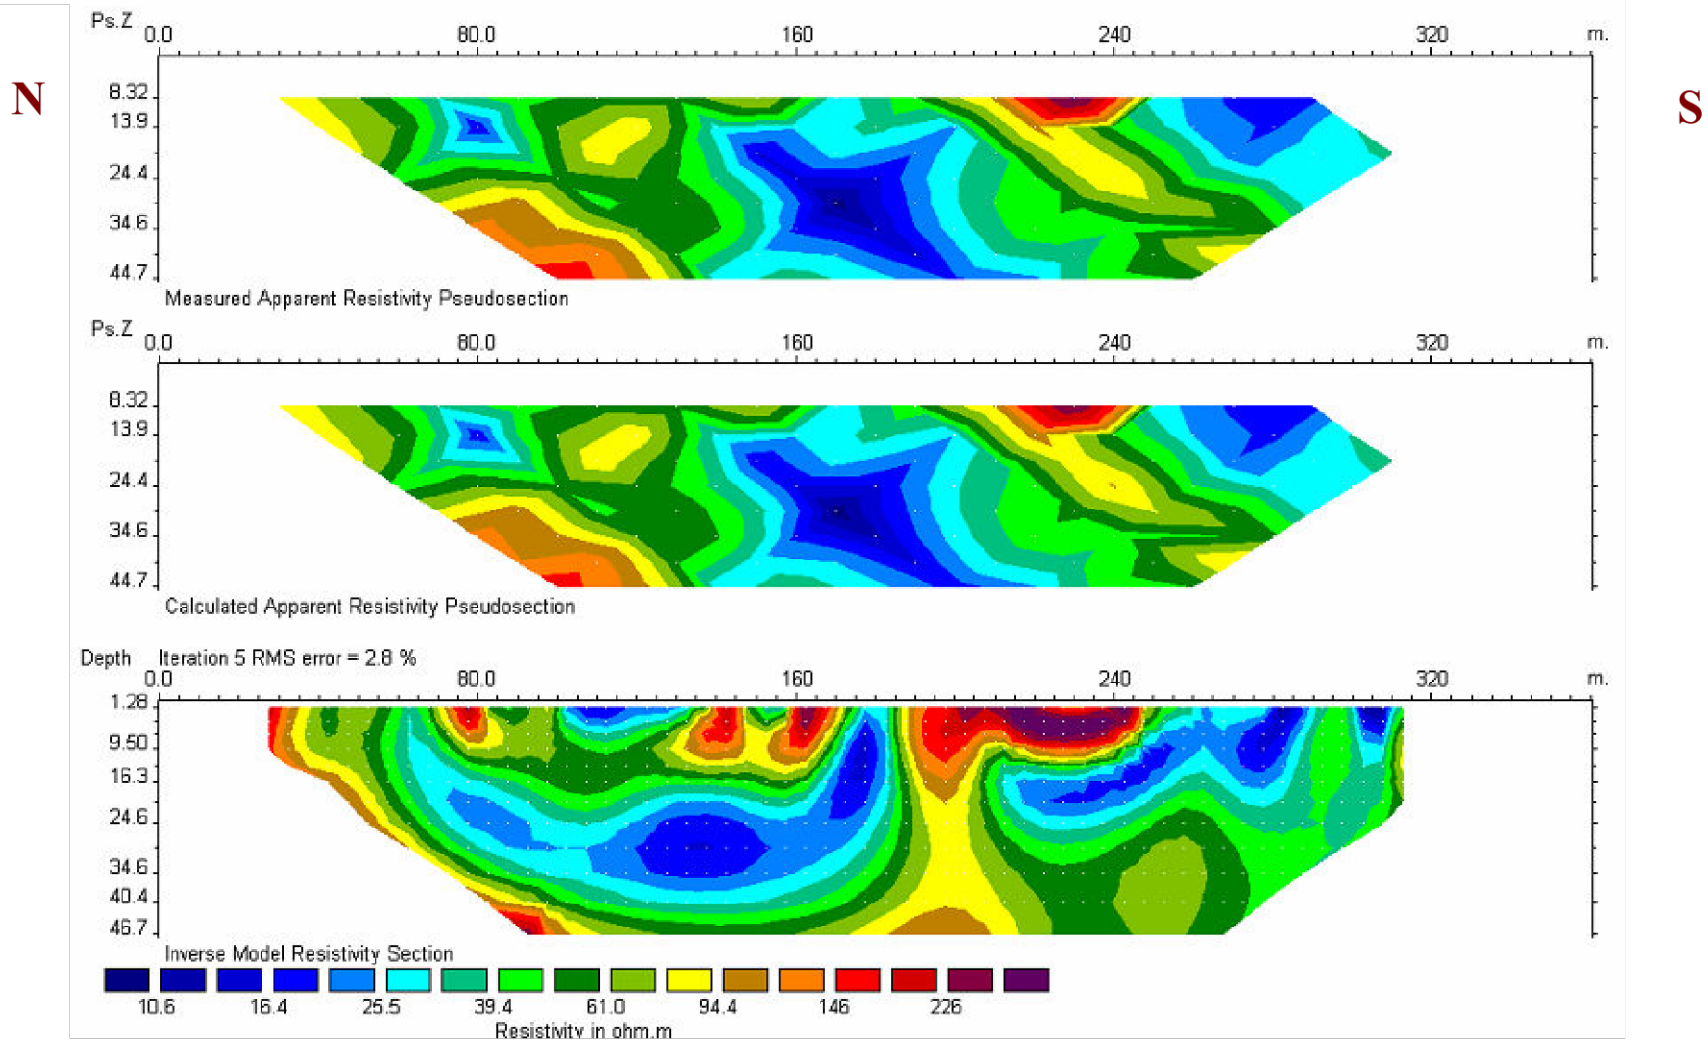 Ps.Z 0.0 80.0 160 240 320 m.
N S
8.32
13.9
24.4
34.6
44.7
Measured Apparent Resistivity Pseudosection
Ps.Z 0.0 80.0 160 240 320 m.
8.32
13.9
24.4
34.6
44.7
Calculated Apparent Resistivity Pseudosection
Depth Iteration 5 RMS error = 2.8 %
0.0 80.0 160 240 320 m.
1.28
9.50
16.3
24.6
34.6
40.4
46.7
Inverse Model Resistivity Section
10.6 16.4 25.5 39.4 61.0 94.4 146 226
Resistivity in ohm.m